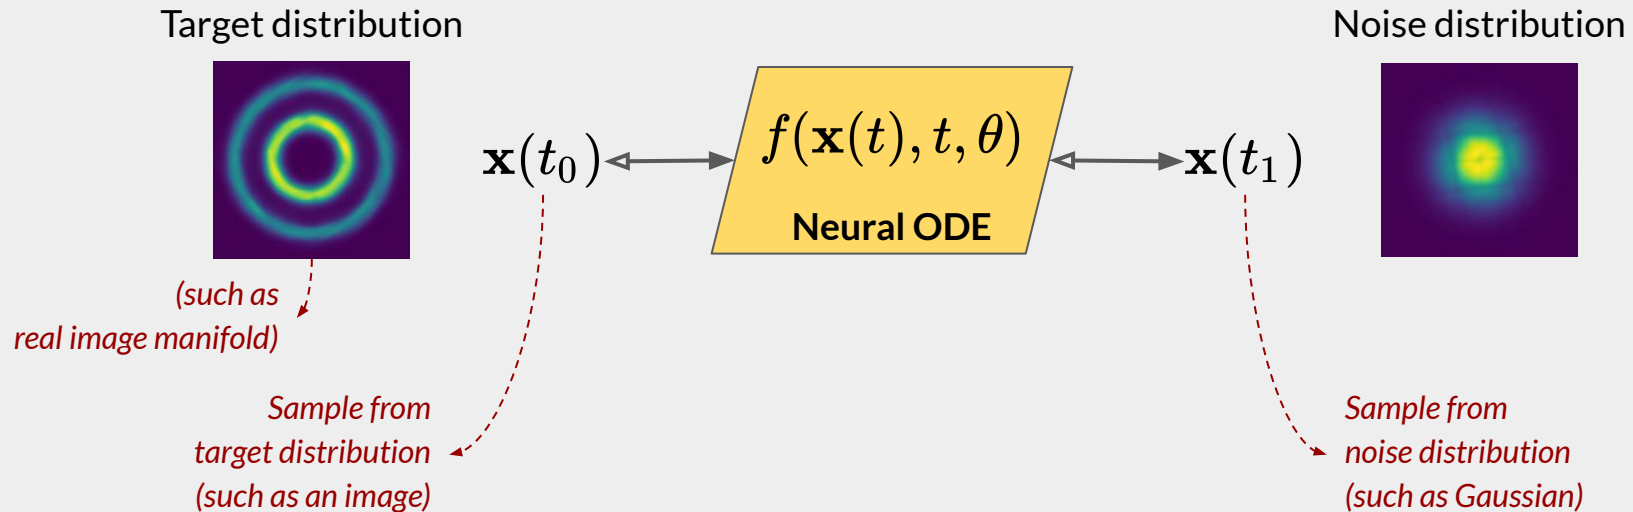 Target distribution
Noise distribution
x(t₀)
f(x(t), t, θ)
x(t₁)
Neural ODE
(such as
real image manifold)
Sample from
target distribution
(such as an image)
Sample from
noise distribution
(such as Gaussian)